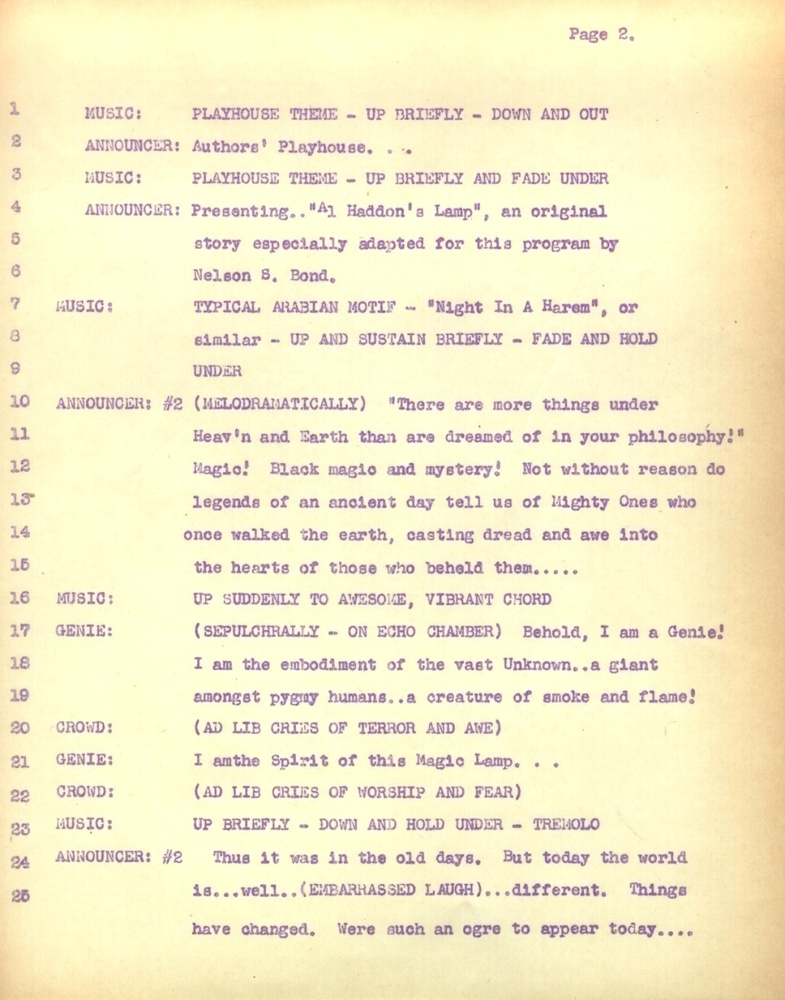 Page 2.
1 MUSIC: PLAYHOUSE THEME - UP BRIEFLY - DOWN AND OUT
2 ANNOUNCER: Authors' Playhouse. . .
3 MUSIC: PLAYHOUSE THEME - UP BRIEFLY AND FADE UNDER
4 ANNOUNCER: Presenting.."Al Haddon's Lamp", an original
5 story especially adapted for this program by
6 Nelson S. Bond.
7 MUSIC: TYPICAL ARABIAN MOTIF - "Night In A Harem", or
8 similar - UP AND SUSTAIN BRIEFLY - FADE AND HOLD
9 UNDER
10 ANNOUNCER: #2 (MELODRAMATICALLY) "There are more things under
11 Heav'n and Earth than are dreamed of in your philosophy!"
12 Magic! Black magic and mystery! Not without reason do
13 legends of an ancient day tell us of Mighty Ones who
14 once walked the earth, casting dread and awe into
15 the hearts of those who beheld them.....
16 MUSIC: UP SUDDENLY TO AWESOME, VIBRANT CHORD
17 GENIE: (SEPULCHRALLY - ON ECHO CHAMBER) Behold, I am a Genie!
18 I am the embodiment of the vast Unknown..a giant
19 amongst pygmy humans..a creature of smoke and flame!
20 CROWD: (AD LIB CRIES OF TERROR AND AWE)
21 GENIE: I amthe Spirit of this Magic Lamp. . .
22 CROWD: (AD LIB CRIES OF WORSHIP AND FEAR)
23 MUSIC: UP BRIEFLY - DOWN AND HOLD UNDER - TREMOLO
24 ANNOUNCER: #2 Thus it was in the old days. But today the world
25 is...well..(EMBARRASSED LAUGH)...different. Things
have changed. Were such an ogre to appear today....